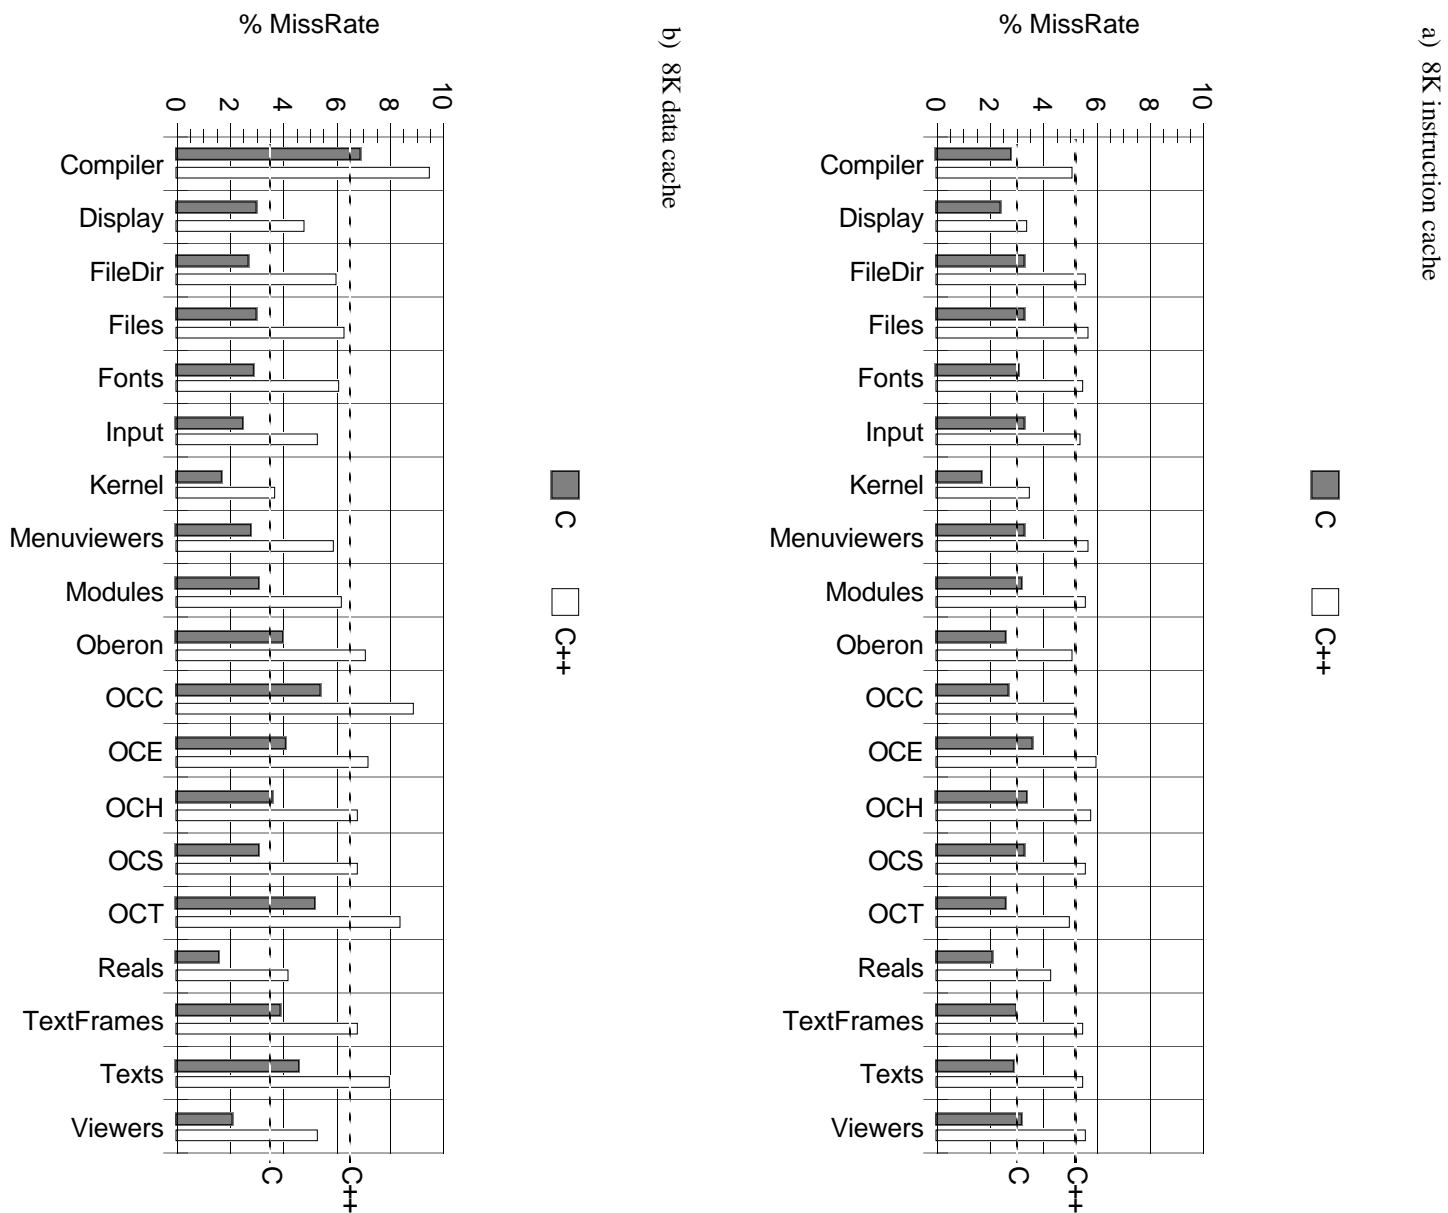 a) 8K instruction cache
C
C++
% MissRate
0
2
4
6
8
10
Compiler
Display
FileDir
Files
Fonts
Input
Kernel
Menuviewers
Modules
Oberon
OCC
OCE
OCH
OCS
OCT
Reals
TextFrames
Texts
Viewers
C
C++
b) 8K data cache
C
C++
% MissRate
0
2
4
6
8
10
Compiler
Display
FileDir
Files
Fonts
Input
Kernel
Menuviewers
Modules
Oberon
OCC
OCE
OCH
OCS
OCT
Reals
TextFrames
Texts
Viewers
C
C++